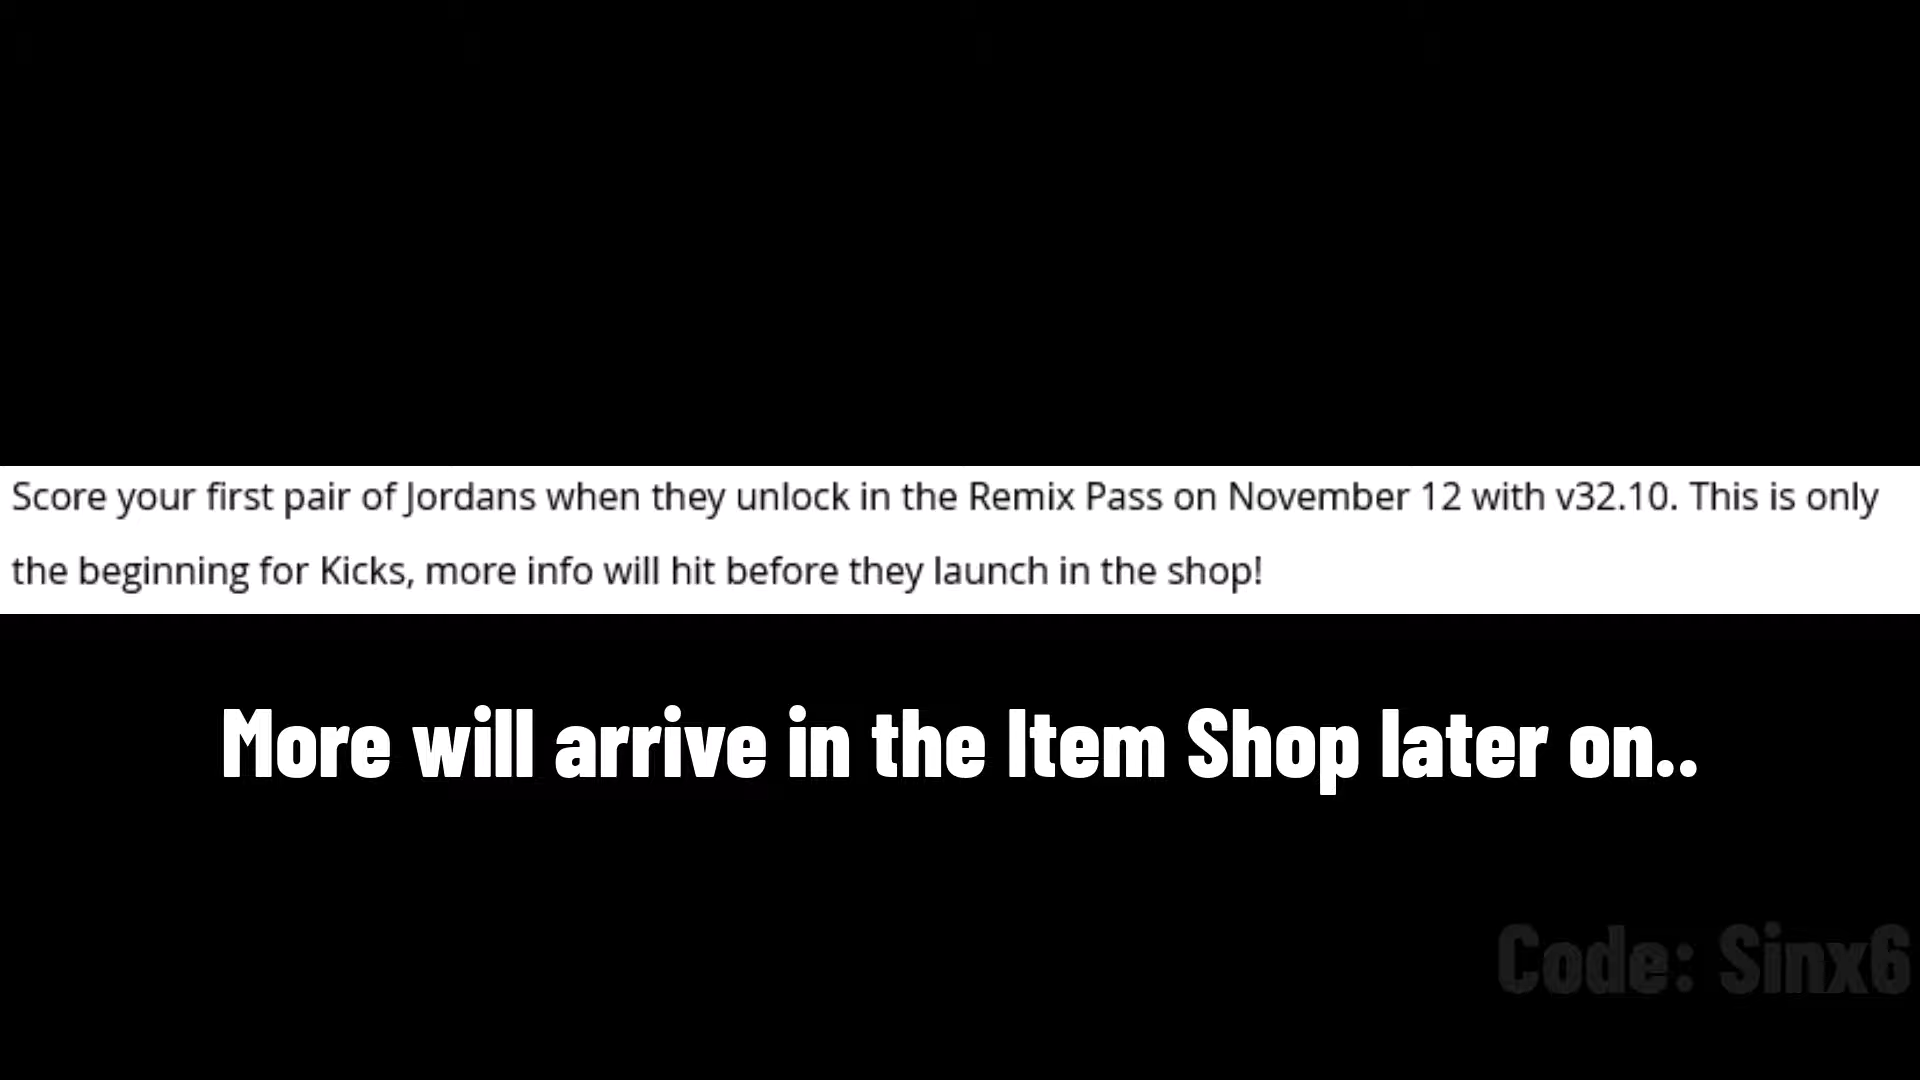 Score your first pair of Jordans when they unlock in the Remix Pass on November 12 with v32.10. This is only
the beginning for Kicks, more info will hit before they launch in the shop!
More will arrive in the Item Shop later on..
Code: Sinx6